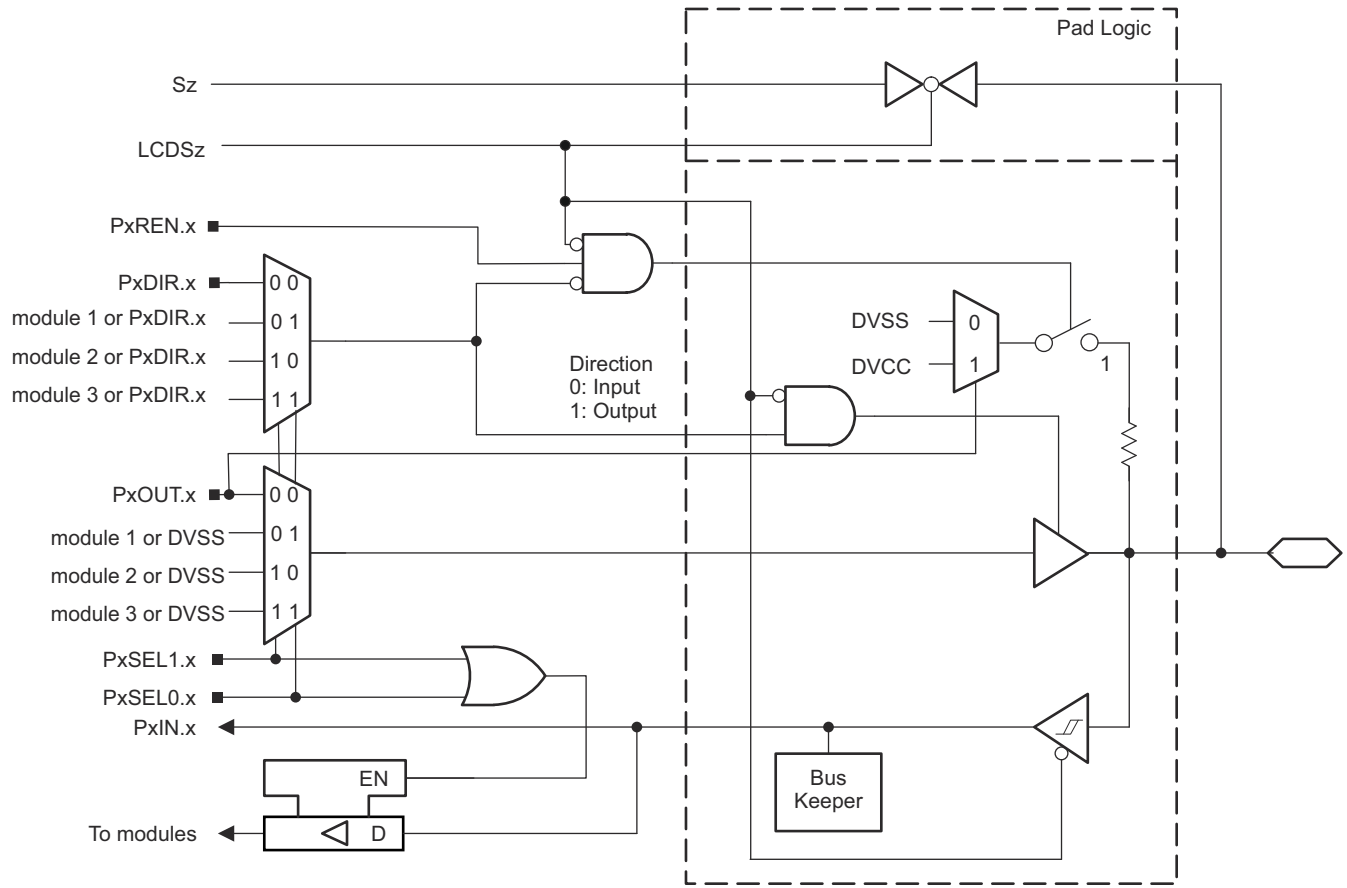 Pad Logic
Sz
LCDSz
PxREN.x
PxDIR.x
0 0
module 1 or PxDIR.x
0 1
module 2 or PxDIR.x
1 0
module 3 or PxDIR.x
1 1
Direction
0: Input
1: Output
DVSS
0
DVCC
1
1
PxOUT.x
0 0
module 1 or DVSS
0 1
module 2 or DVSS
1 0
module 3 or DVSS
1 1
PxSEL1.x
PxSEL0.x
PxIN.x
EN
Bus
Keeper
To modules
D